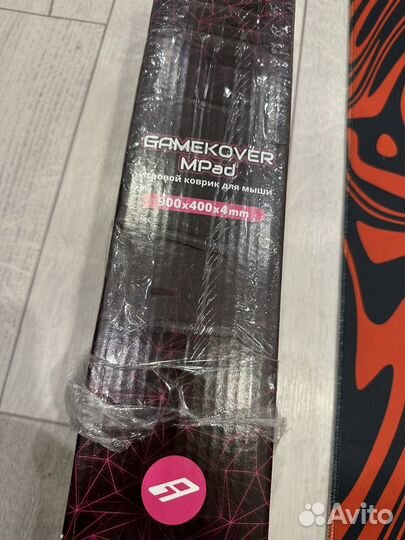 GAMEKOVER
MPad
Игровой коврик для мыши
900x400x4mm
Avito